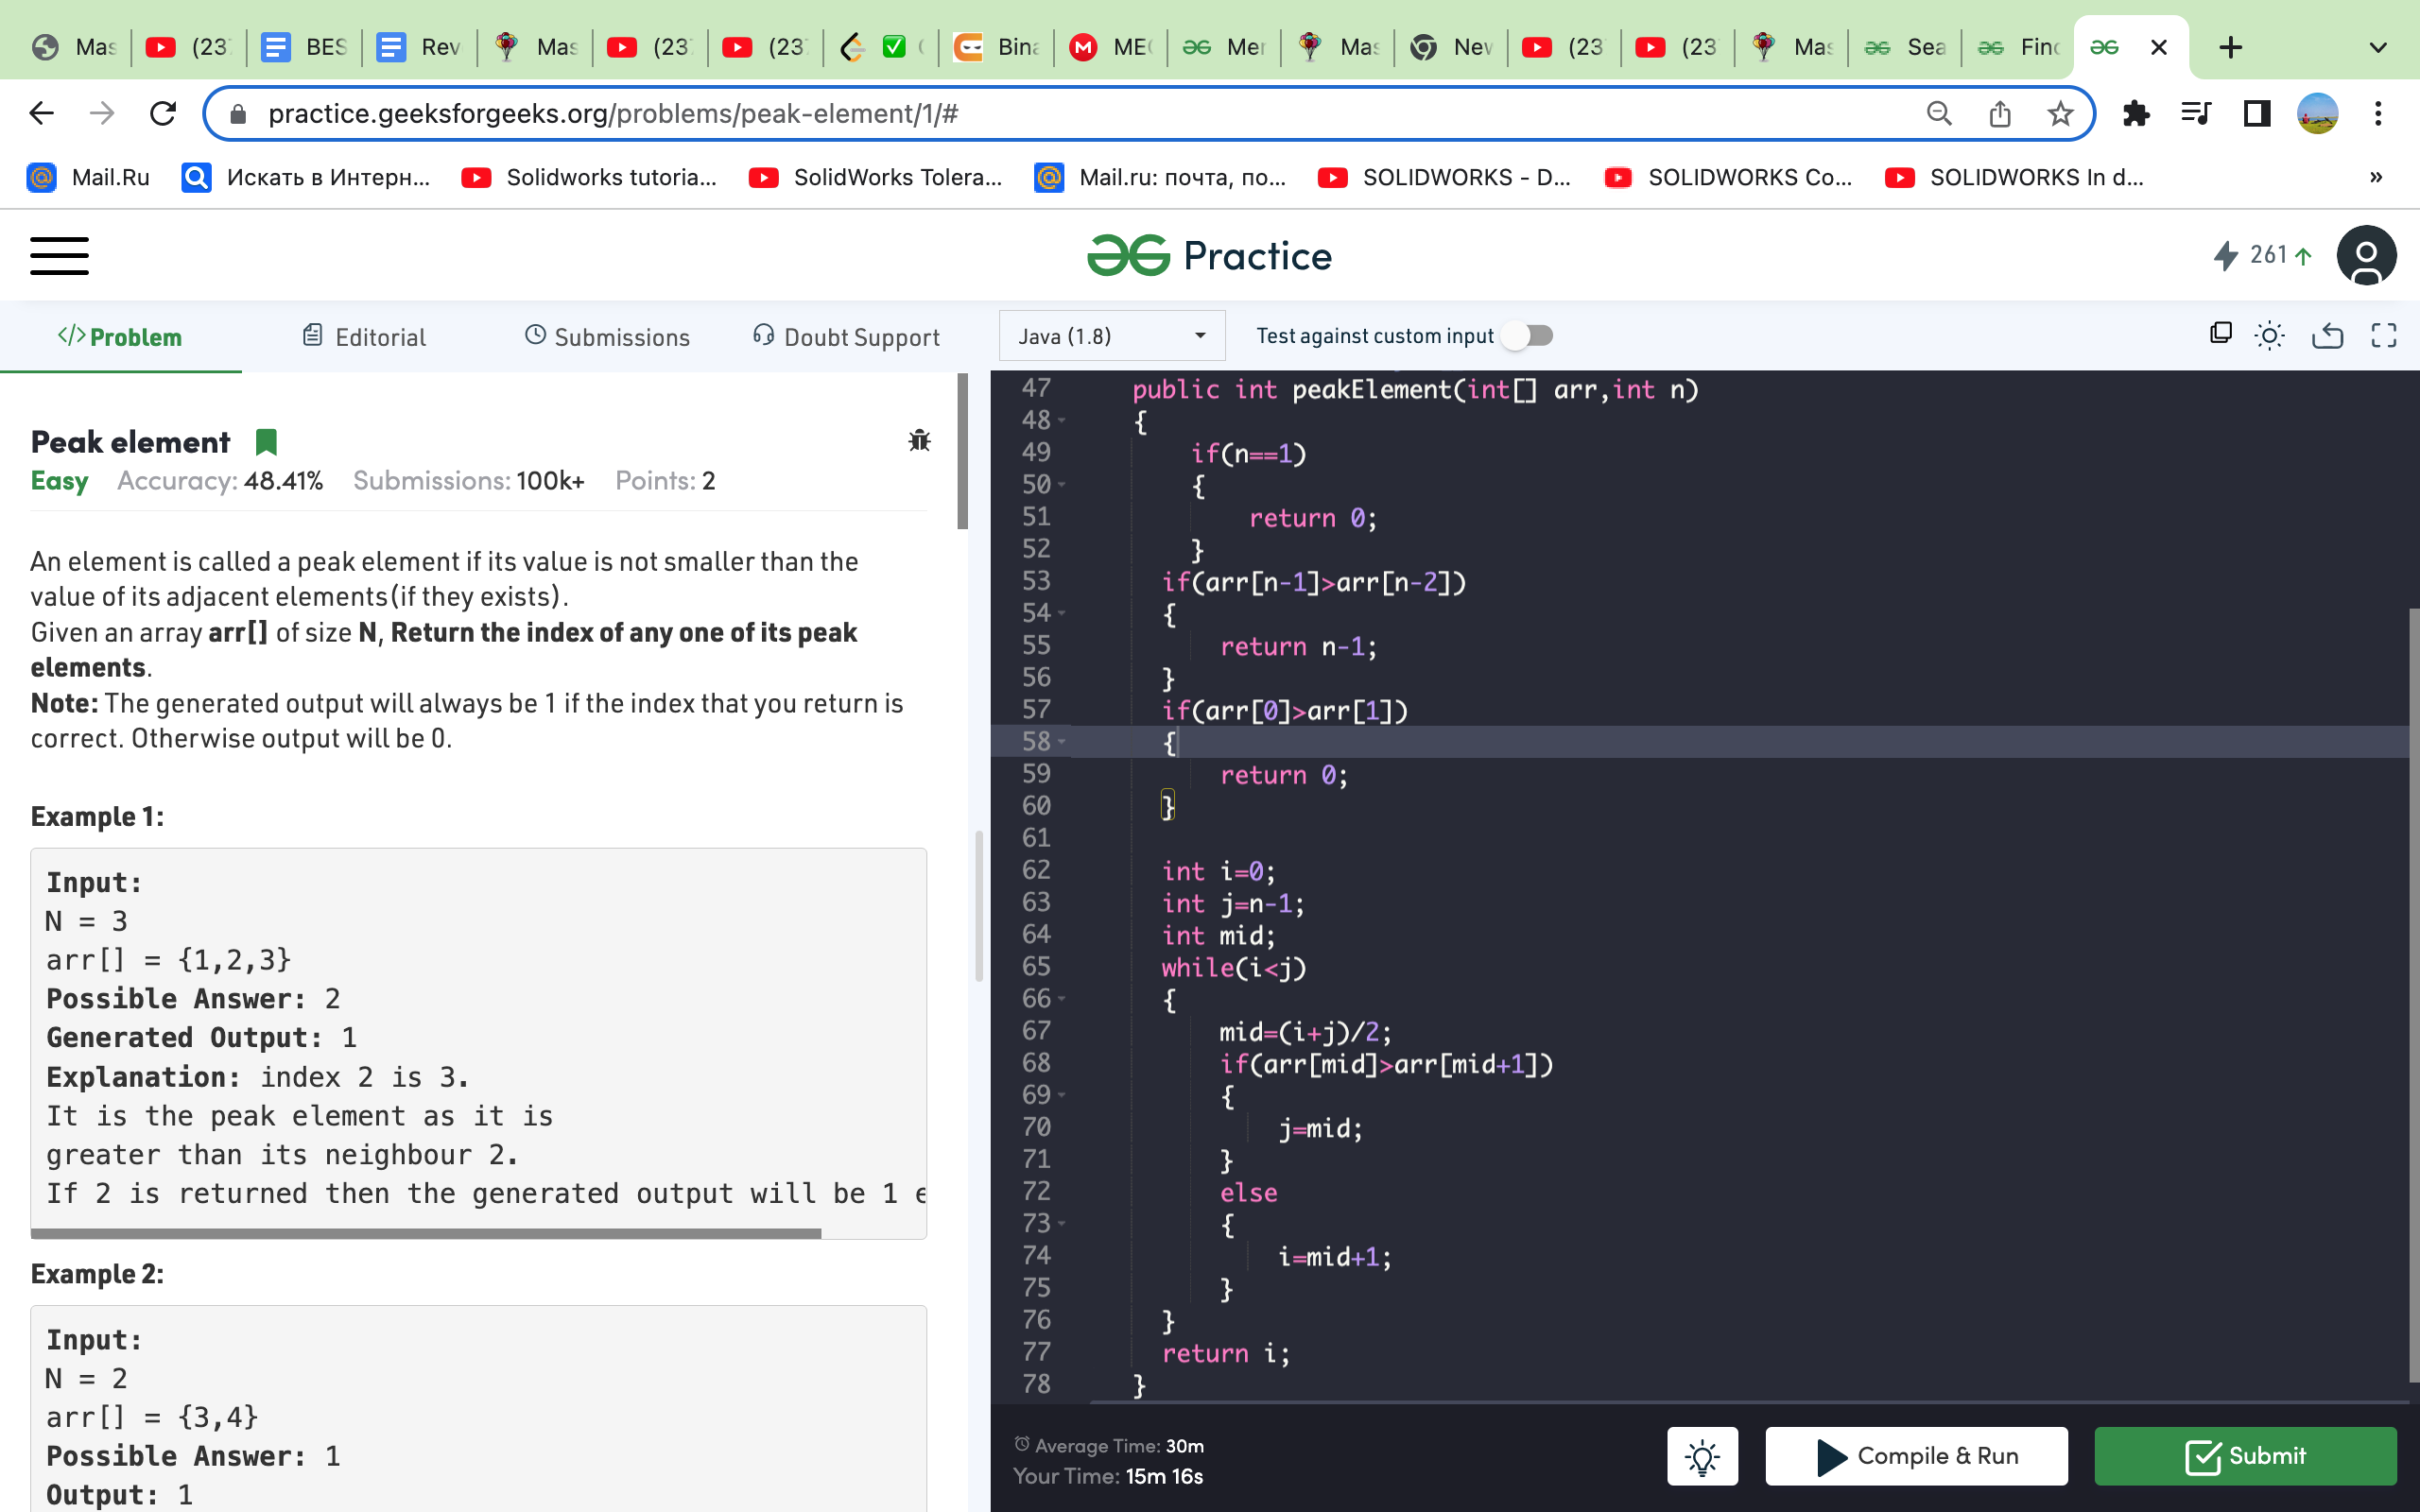 Mas (23 BES Rev Mas (23 (23 Bina ME Mer Mas New (23 (23 Mas Sea Find
practice.geeksforgeeks.org/problems/peak-element/1/#
Mail.Ru Искать в Интерн... Solidworks tutoria... SolidWorks Tolera... Mail.ru: почта, по... SOLIDWORKS - D... SOLIDWORKS Co... SOLIDWORKS In d... »
Practice
261
</> Problem Editorial Submissions Doubt Support
Java (1.8) Test against custom input
Peak element
Easy Accuracy: 48.41% Submissions: 100k+ Points: 2
An element is called a peak element if its value is not smaller than the
value of its adjacent elements(if they exists).
Given an array arr[] of size N, Return the index of any one of its peak
elements.
Note: The generated output will always be 1 if the index that you return is
correct. Otherwise output will be 0.
Example 1:
Input:
N = 3
arr[] = {1,2,3}
Possible Answer: 2
Generated Output: 1
Explanation: index 2 is 3.
It is the peak element as it is
greater than its neighbour 2.
If 2 is returned then the generated output will be 1 e
Example 2:
Input:
N = 2
arr[] = {3,4}
Possible Answer: 1
Output: 1
47 public int peakElement(int[] arr,int n)
48 {
49 if(n==1)
50 {
51 return 0;
52 }
53 if(arr[n-1]>arr[n-2])
54 {
55 return n-1;
56 }
57 if(arr[0]>arr[1])
58 {
59 return 0;
60 }
61
62 int i=0;
63 int j=n-1;
64 int mid;
65 while(i<j)
66 {
67 mid=(i+j)/2;
68 if(arr[mid]>arr[mid+1])
69 {
70 j=mid;
71 }
72 else
73 {
74 i=mid+1;
75 }
76 }
77 return i;
78 }
Average Time: 30m
Your Time: 15m 16s
Compile & Run
Submit